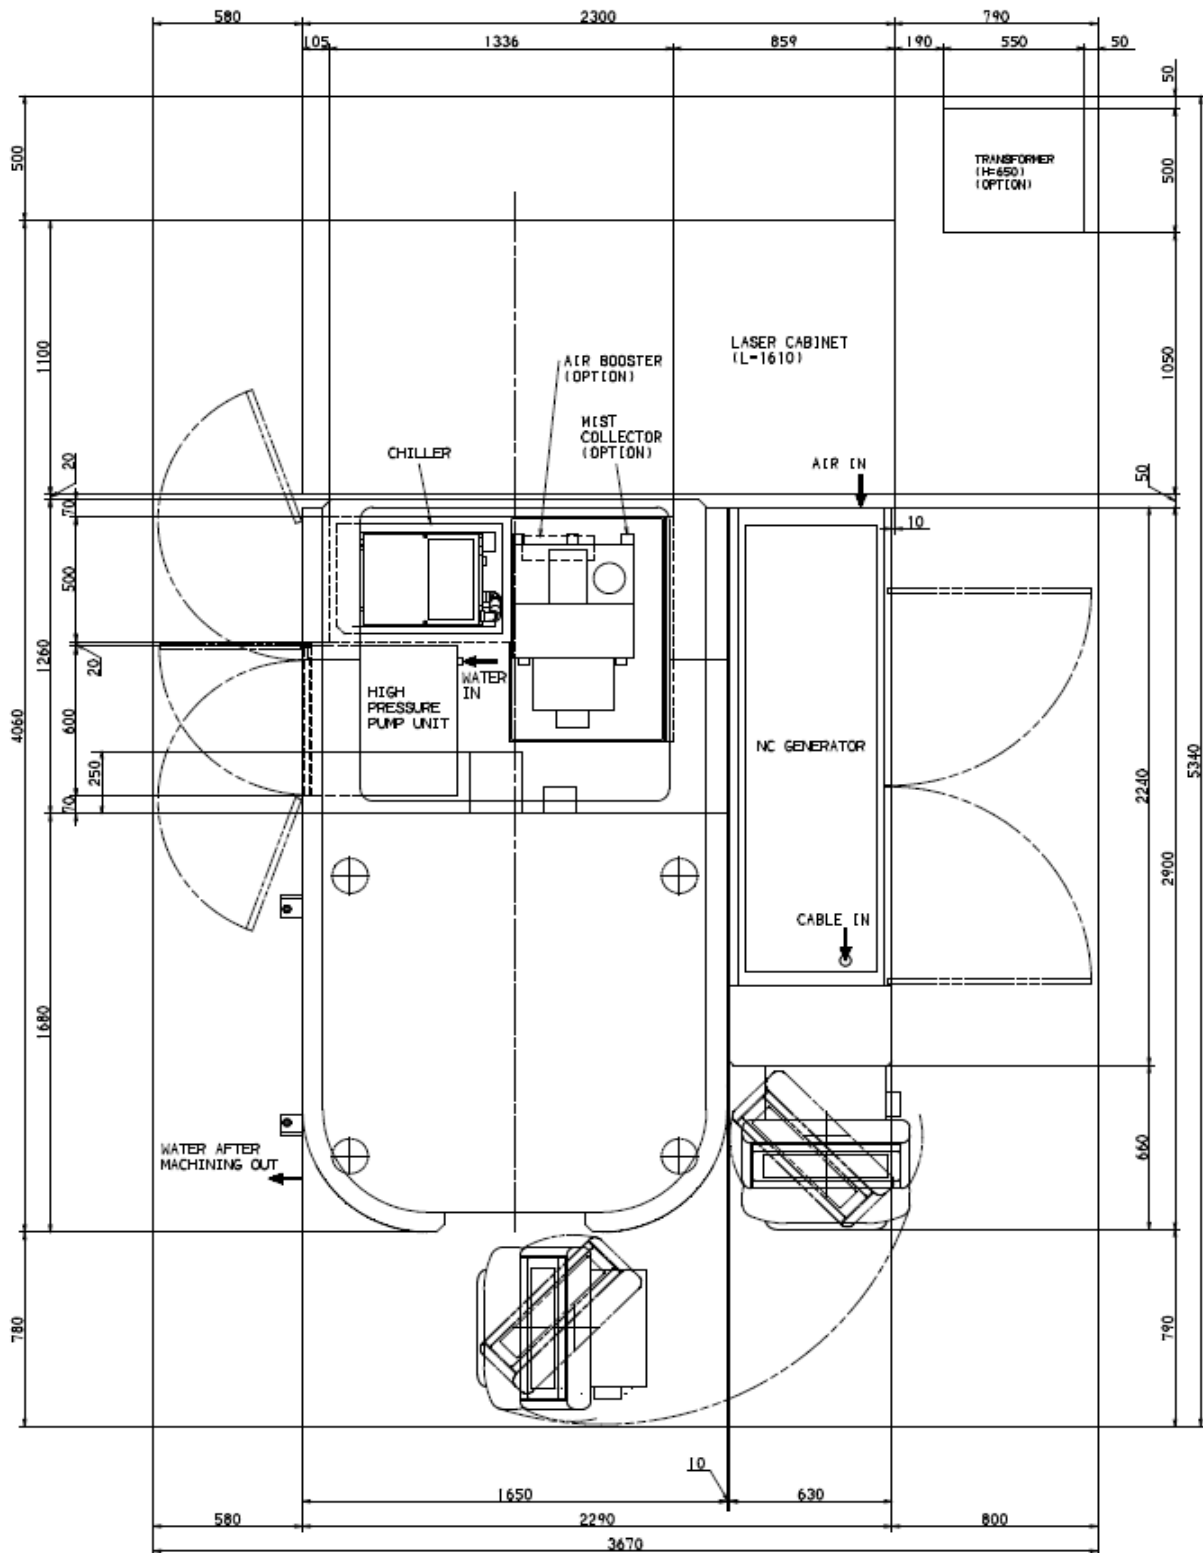 580
2300
790
105
1336
859
190
550
50
50
500
500
TRANSFORMER
(H=650)
(OPTION)
1100
1050
LASER CABINET
(L-1610)
AIR BOOSTER
(OPTION)
MIST
COLLECTOR
(OPTION)
CHILLER
AIR IN
20
50
70
10
500
1260
20
WATER
IN
HIGH
PRESSURE
PUMP UNIT
4060
600
NC GENERATOR
5340
250
70
2240
2900
CABLE IN
1680
WATER AFTER
MACHINING OUT
660
780
790
10
1650
630
580
2290
800
3670